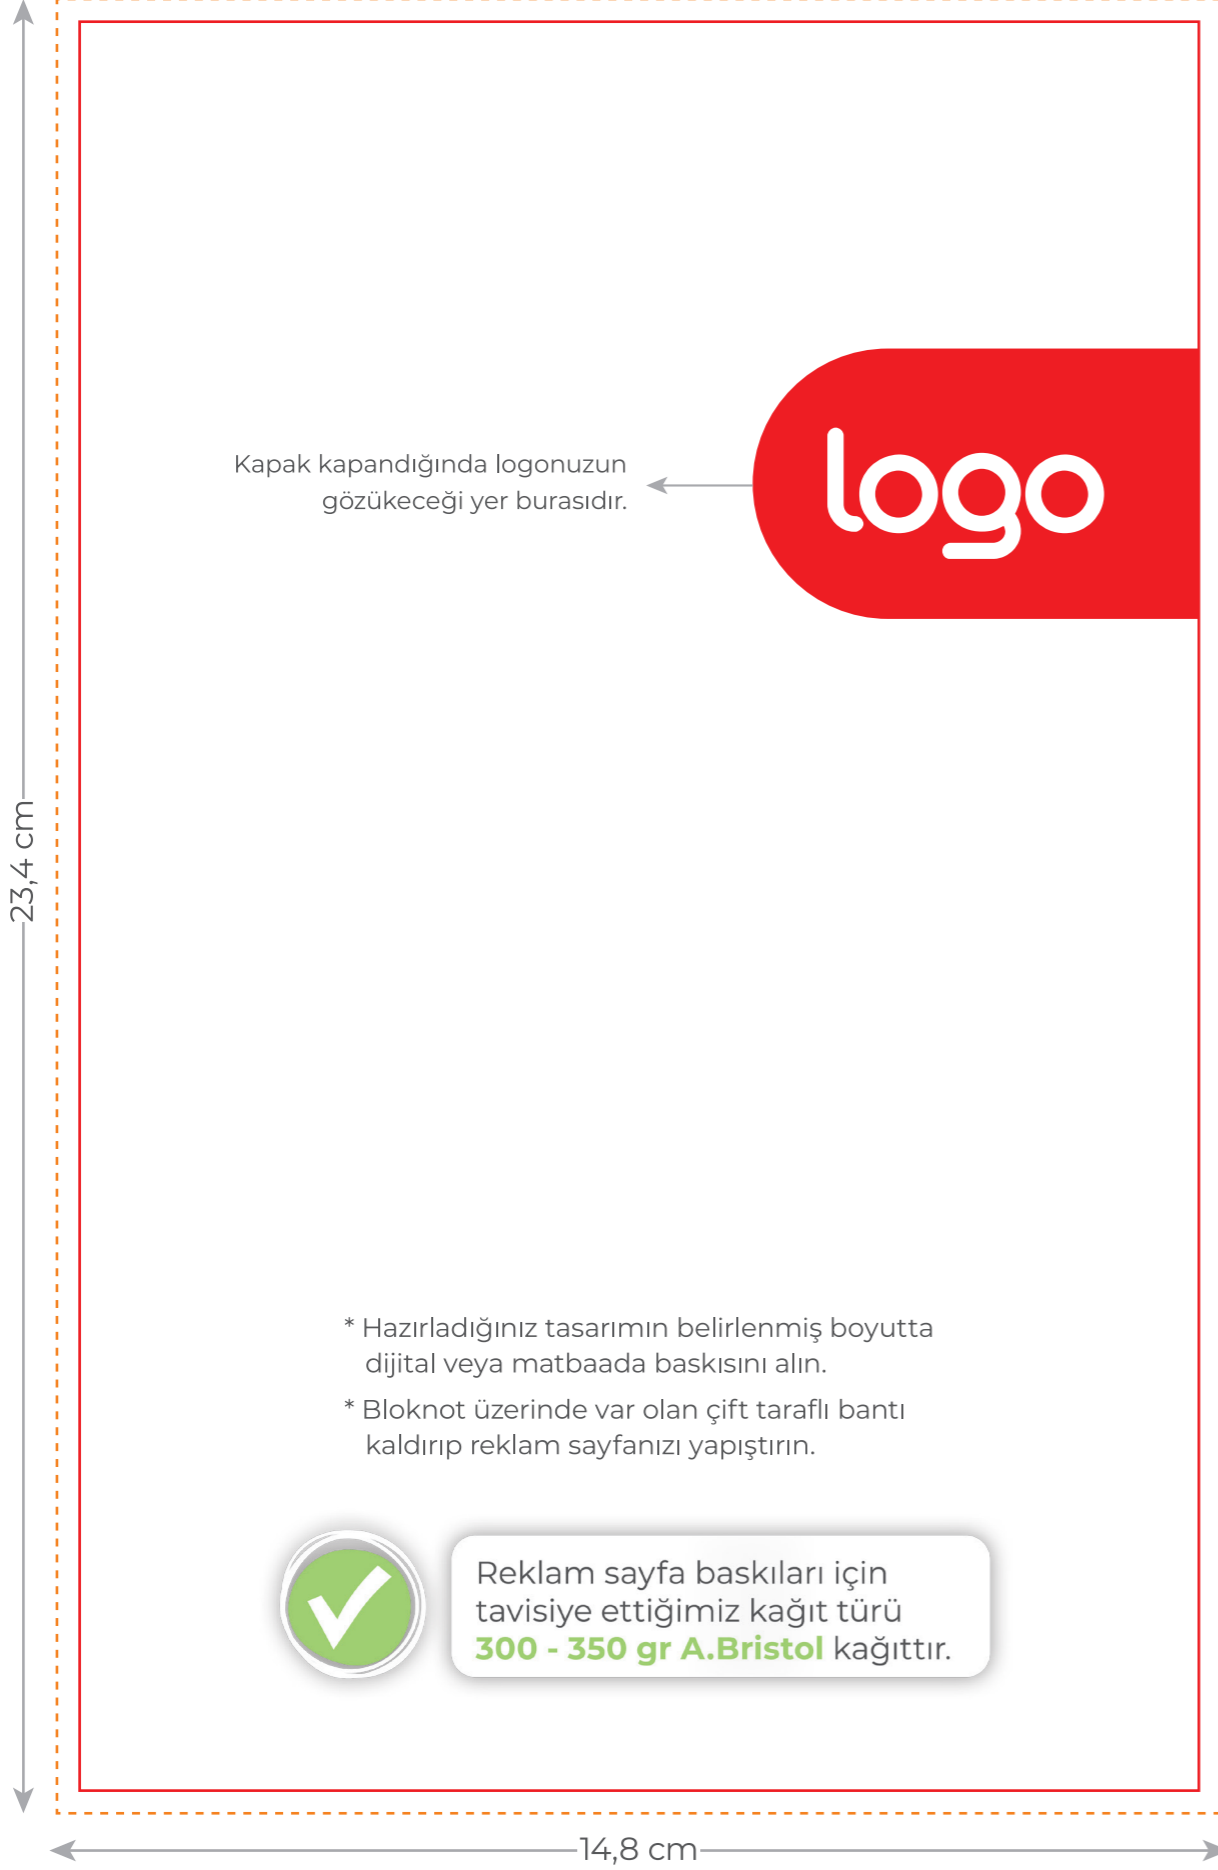 Kapak kapandığında logonuzun
gözükeceği yer burasıdır.
logo
23,4 cm
* Hazırladığınız tasarımın belirlenmiş boyutta
dijital veya matbaada baskısını alın.
* Bloknot üzerinde var olan çift taraflı bantı
kaldırıp reklam sayfanızı yapıştırın.
Reklam sayfa baskıları için
tavisiye ettiğimiz kağıt türü
300 - 350 gr A.Bristol kağıttır.
14,8 cm